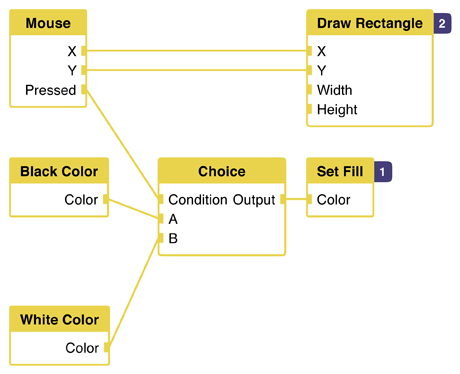 Mouse
X
Y
Pressed
Draw Rectangle 2
X
Y
Width
Height
Black Color
Color
Choice
Condition Output
A
B
Set Fill 1
Color
White Color
Color